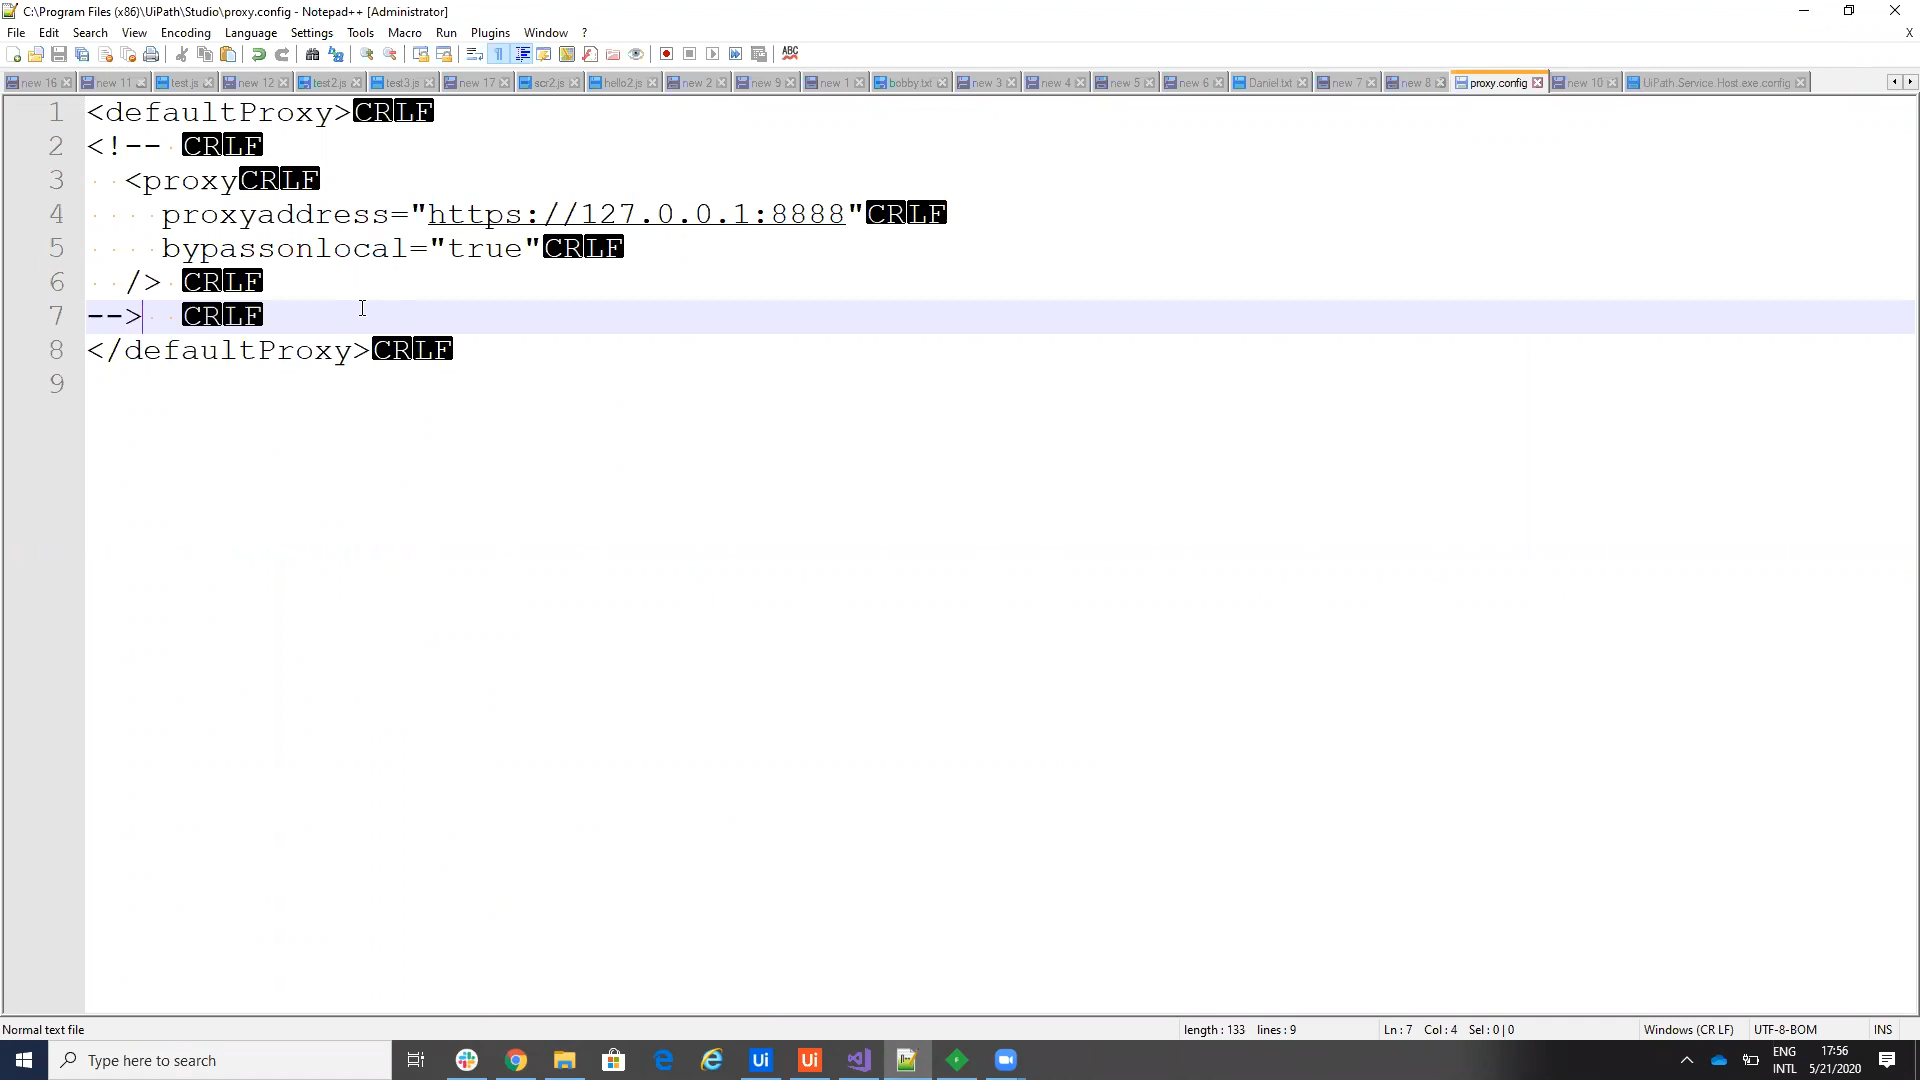 C:\Program Files (x86)\UiPath\Studio\proxy.config - Notepad++ [Administrator]
File Edit Search View Encoding Language Settings Tools Macro Run Plugins Window ? X
new 16 new 11 test.js new 12 test2.js test3.js new 17 scr2.js hello2.js new 2 new 9 new 1 bobby.txt new 3 new 4 new 5 new 6 Daniel.txt new 7 new 8 proxy.config new 10 UiPath.Service.Host.exe.config
1 <defaultProxy>CRLF
2 <!-- CRLF
3 <proxyCRLF
4 proxyaddress="https://127.0.0.1:8888"CRLF
5 bypassonlocal="true"CRLF
6 /> CRLF
7 --> CRLF
8 </defaultProxy>CRLF
9
Normal text file length : 133 lines : 9 Ln : 7 Col : 4 Sel : 0 | 0 Windows (CR LF) UTF-8-BOM INS
Type here to search
ENG
INTL
17:56
5/21/2020